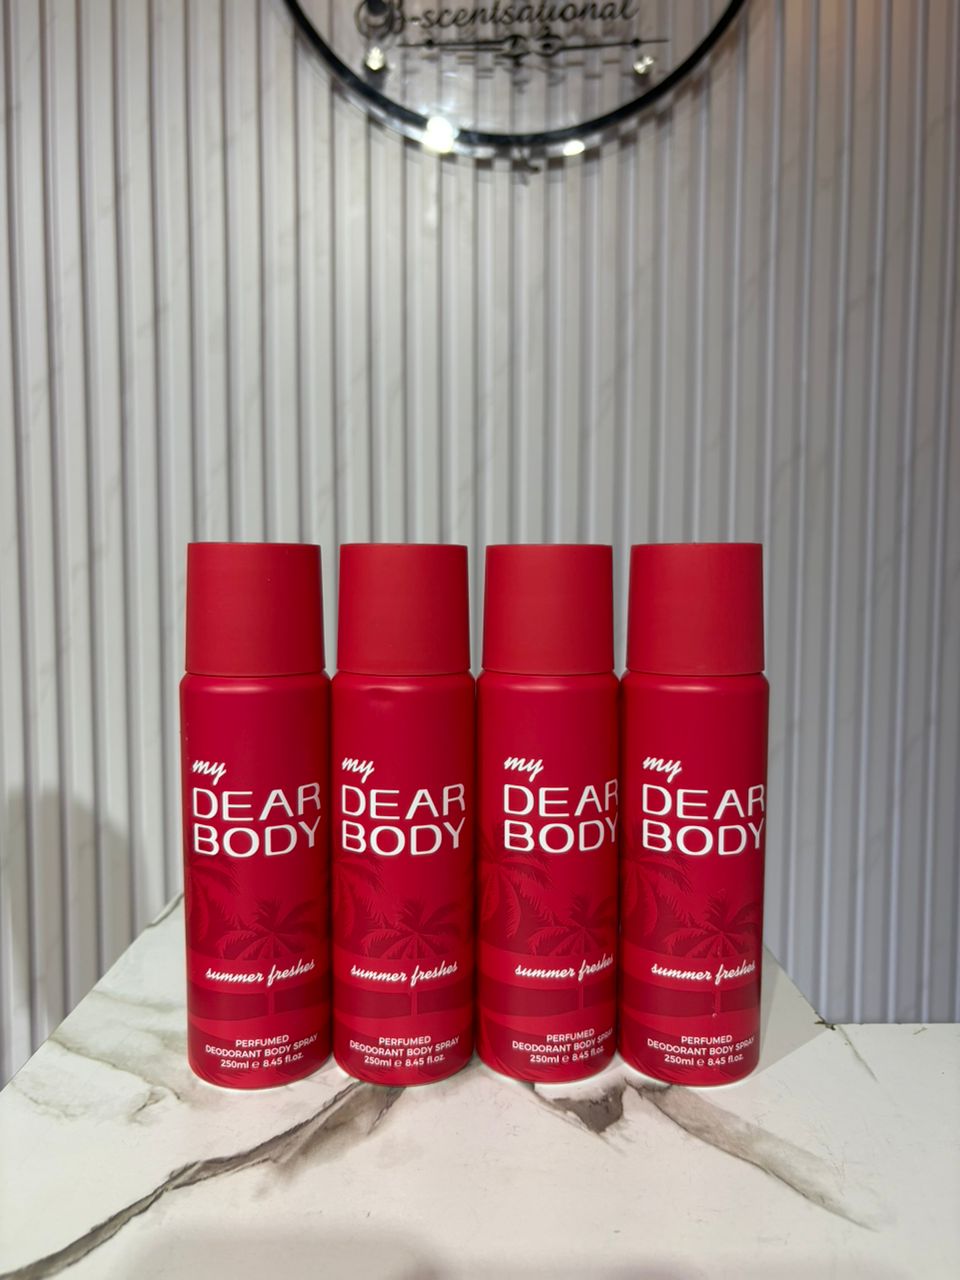 B-scentsational
my
DEAR
BODY
summer freshes
PERFUMED
DEODORANT BODY SPRAY
250ml ℮ 8.45 fl.oz.
my
DEAR
BODY
summer freshes
PERFUMED
DEODORANT BODY SPRAY
250ml ℮ 8.45 fl.oz.
my
DEAR
BODY
summer freshes
PERFUMED
DEODORANT BODY SPRAY
250ml ℮ 8.45 fl.oz.
my
DEAR
BODY
summer freshes
PERFUMED
DEODORANT BODY SPRAY
250ml ℮ 8.45 fl.oz.